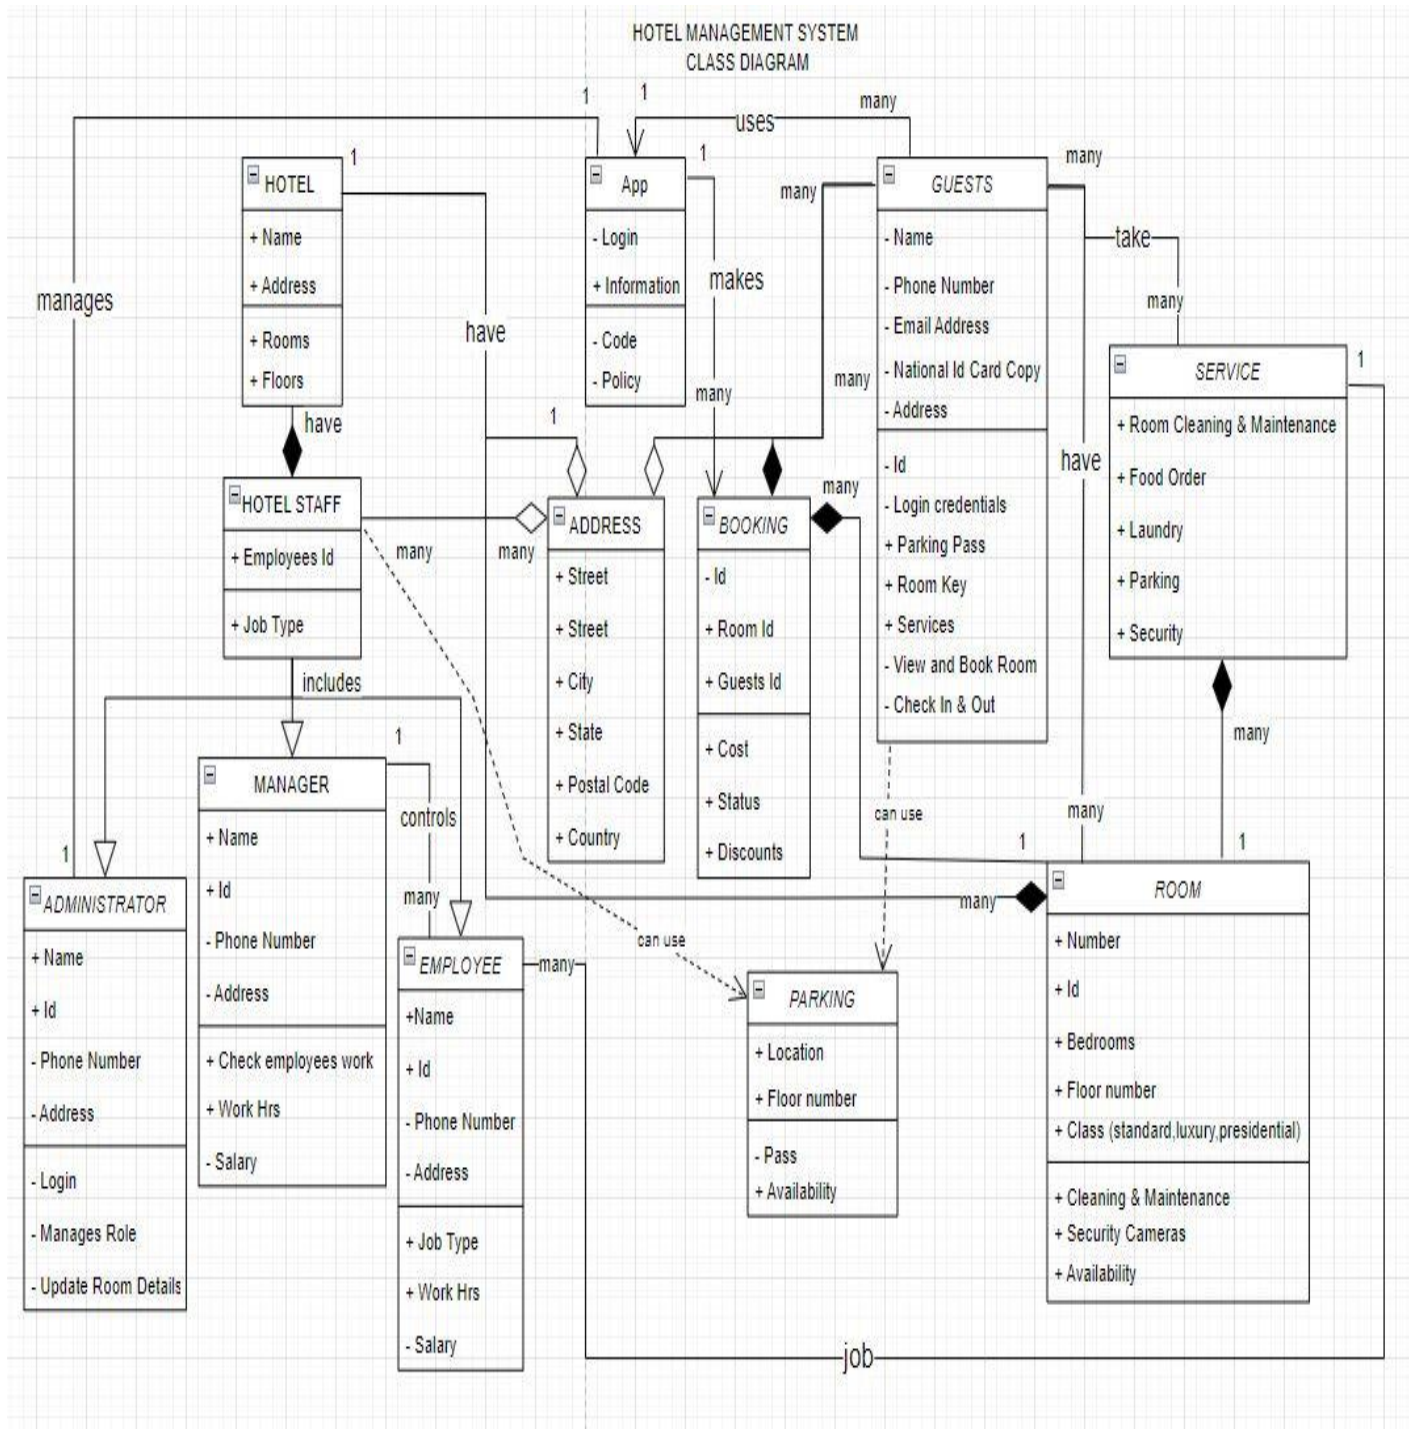 HOTEL MANAGEMENT SYSTEM
CLASS DIAGRAM
1
1
many
uses
manages
1
HOTEL
+ Name
+ Address
+ Rooms
+ Floors
have
have
1
App
- Login
+ Information
- Code
- Policy
makes
many
many
many
GUESTS
- Name
- Phone Number
- Email Address
- National Id Card Copy
- Address
- Id
- Login credentials
+ Parking Pass
+ Room Key
+ Services
- View and Book Room
- Check In & Out
many
take
many
have
many
SERVICE
+ Room Cleaning & Maintenance
+ Food Order
+ Laundry
+ Parking
+ Security
1
many
1
HOTEL STAFF
+ Employees Id
+ Job Type
many
many
1
ADDRESS
+ Street
+ Street
+ City
+ State
+ Postal Code
+ Country
BOOKING
- Id
+ Room Id
+ Guests Id
+ Cost
+ Status
+ Discounts
many
1
includes
1
ADMINISTRATOR
+ Name
+ Id
- Phone Number
- Address
- Login
- Manages Role
- Update Room Details
MANAGER
+ Name
+ Id
- Phone Number
- Address
+ Check employees work
+ Work Hrs
- Salary
1
controls
many
EMPLOYEE
+Name
+ Id
- Phone Number
- Address
+ Job Type
+ Work Hrs
- Salary
many
can use
can use
PARKING
+ Location
+ Floor number
- Pass
+ Availability
many
ROOM
+ Number
+ Id
+ Bedrooms
+ Floor number
+ Class (standard,luxury,presidential)
+ Cleaning & Maintenance
+ Security Cameras
+ Availability
job